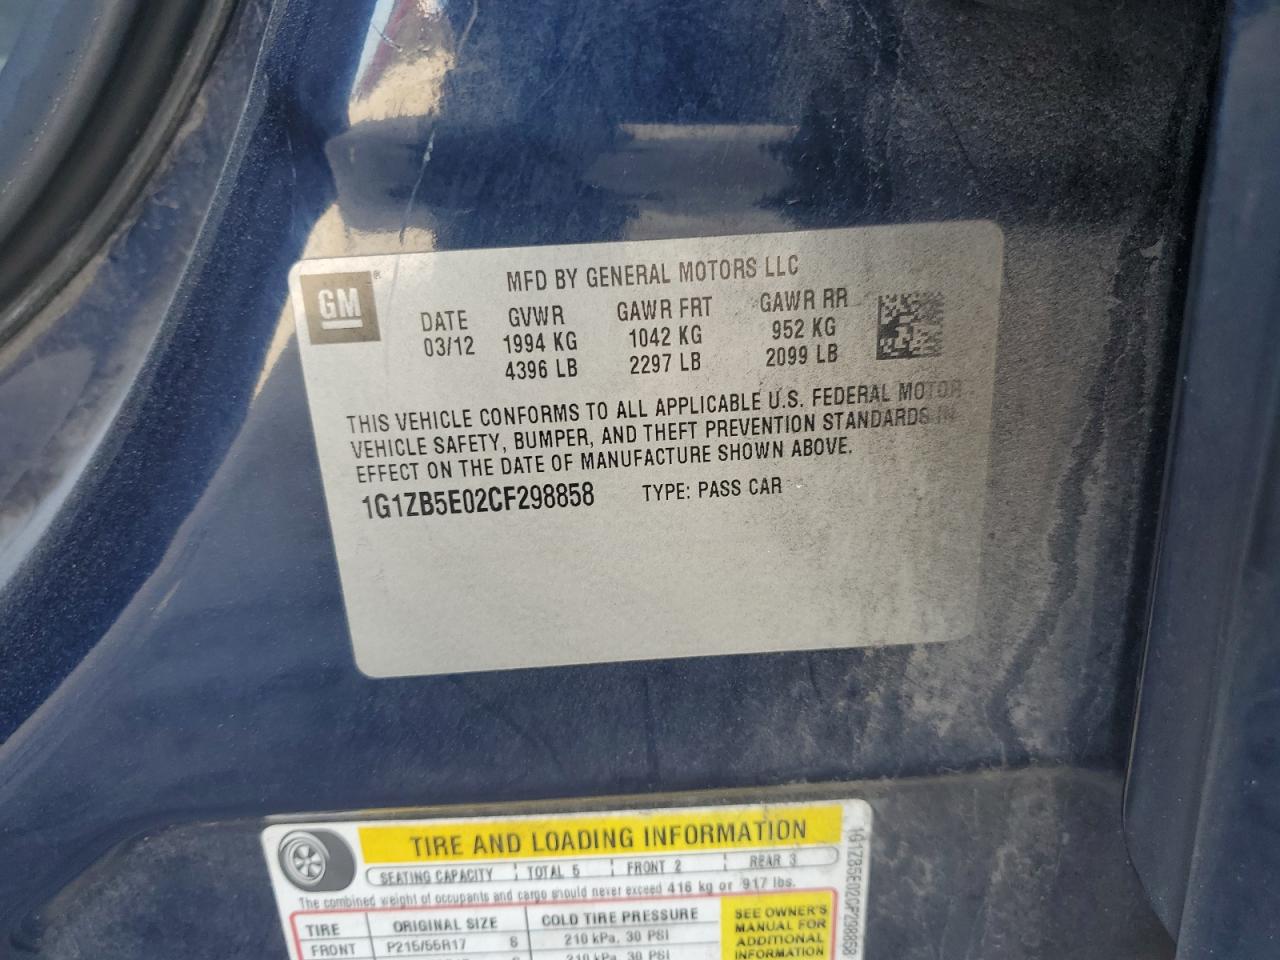 GM®
MFD BY GENERAL MOTORS LLC
DATE GVWR GAWR FRT GAWR RR
03/12 1994 KG 1042 KG 952 KG
4396 LB 2297 LB 2099 LB
THIS VEHICLE CONFORMS TO ALL APPLICABLE U.S. FEDERAL MOTOR
VEHICLE SAFETY, BUMPER, AND THEFT PREVENTION STANDARDS IN
EFFECT ON THE DATE OF MANUFACTURE SHOWN ABOVE.
1G1ZB5E02CF298858 TYPE: PASS CAR
TIRE AND LOADING INFORMATION
SEATING CAPACITY TOTAL 5 FRONT 2 REAR 3
The combined weight of occupants and cargo should never exceed 416 kg or 917 lbs.
TIRE ORIGINAL SIZE COLD TIRE PRESSURE
FRONT P215/55R17 S 210 kPa, 30 PSI
210 kPa, 30 PSI
SEE OWNER'S
MANUAL FOR
ADDITIONAL
INFORMATION
1G1ZB5E02CF298858